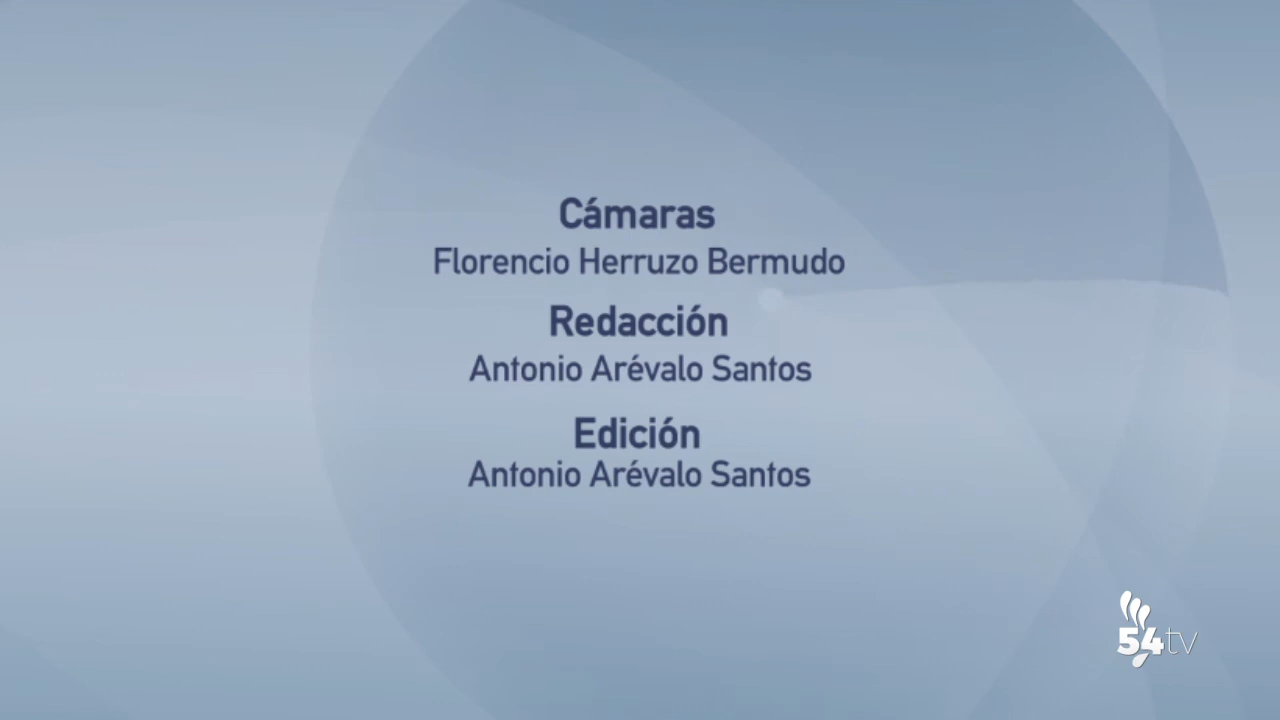 Cámaras
Florencio Herruzo Bermudo
Redacción
Antonio Arévalo Santos
Edición
Antonio Arévalo Santos
54tv